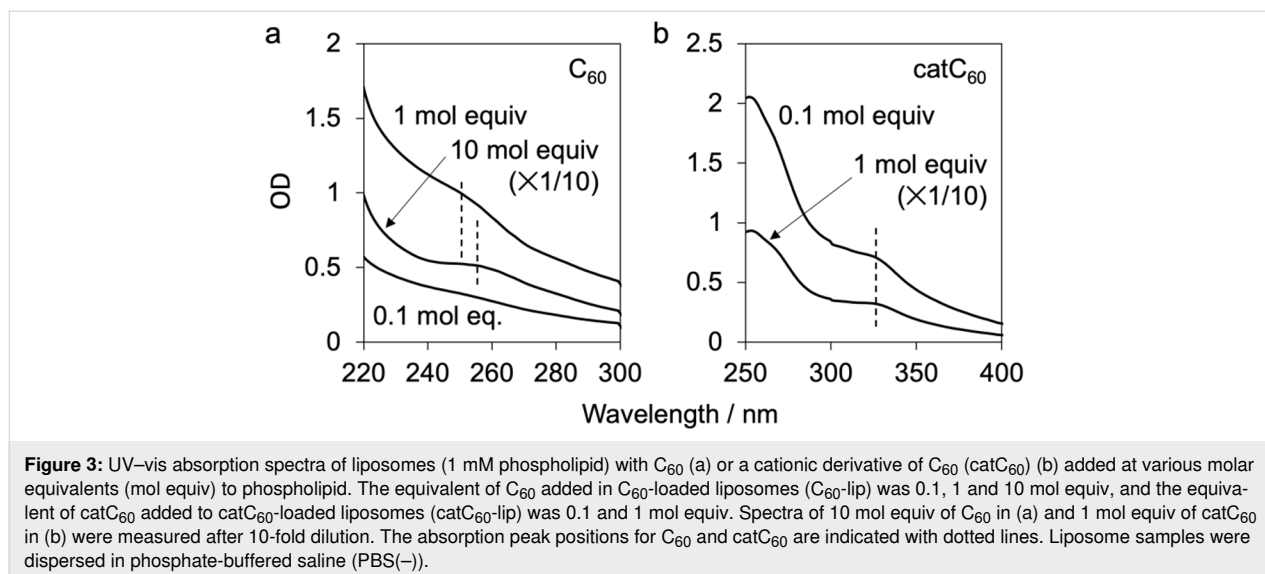 a
2
C60
1.5
1 mol equiv
10 mol equiv
(×1/10)
1
OD
0.5
0.1 mol eq.
0
220 240 260 280 300
b
2.5
catC60
2
0.1 mol equiv
1.5
1 mol equiv
(×1/10)
1
0.5
0
250 300 350 400
Wavelength / nm
Figure 3: UV–vis absorption spectra of liposomes (1 mM phospholipid) with C60 (a) or a cationic derivative of C60 (catC60) (b) added at various molar
equivalents (mol equiv) to phospholipid. The equivalent of C60 added in C60-loaded liposomes (C60-lip) was 0.1, 1 and 10 mol equiv, and the equiva-
lent of catC60 added to catC60-loaded liposomes (catC60-lip) was 0.1 and 1 mol equiv. Spectra of 10 mol equiv of C60 in (a) and 1 mol equiv of catC60
in (b) were measured after 10-fold dilution. The absorption peak positions for C60 and catC60 are indicated with dotted lines. Liposome samples were
dispersed in phosphate-buffered saline (PBS(–)).